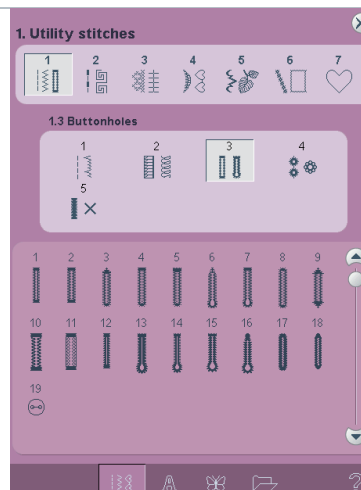 1. Utility stitches
1 2 3 4 5 6 7
1.3 Buttonholes
1 2 3 4
5
1 2 3 4 5 6 7 8 9
10 11 12 13 14 15 16 17 18
19
A
?